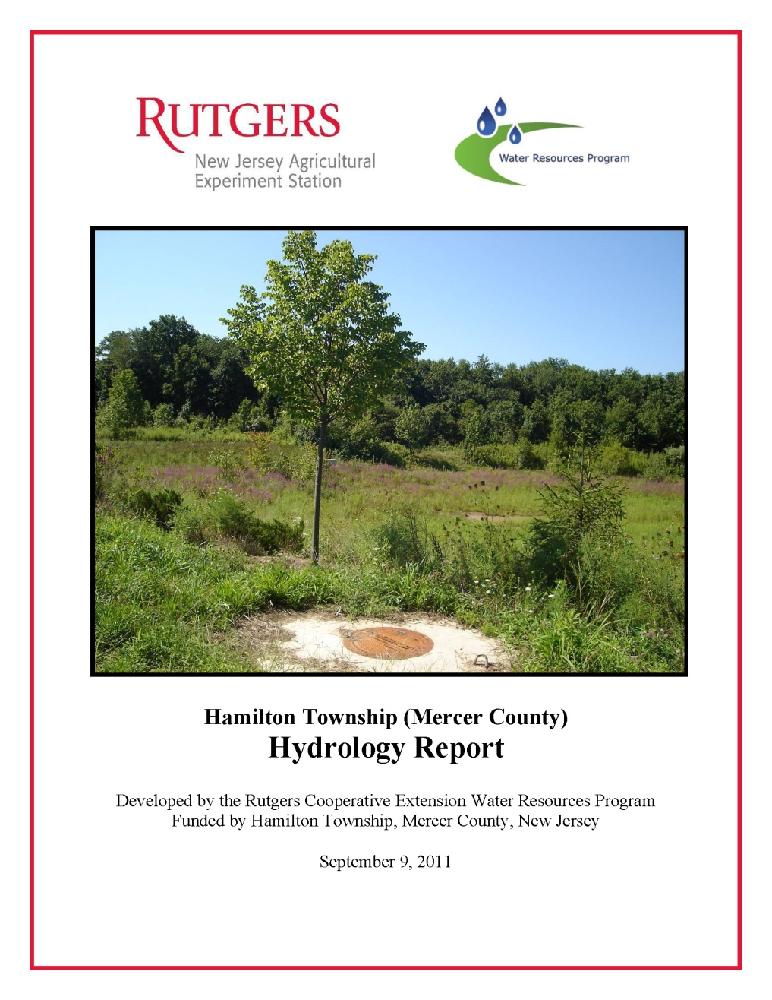 RUTGERS
New Jersey Agricultural
Experiment Station
Water Resources Program
Hamilton Township (Mercer County)
Hydrology Report
Developed by the Rutgers Cooperative Extension Water Resources Program
Funded by Hamilton Township, Mercer County, New Jersey
September 9, 2011